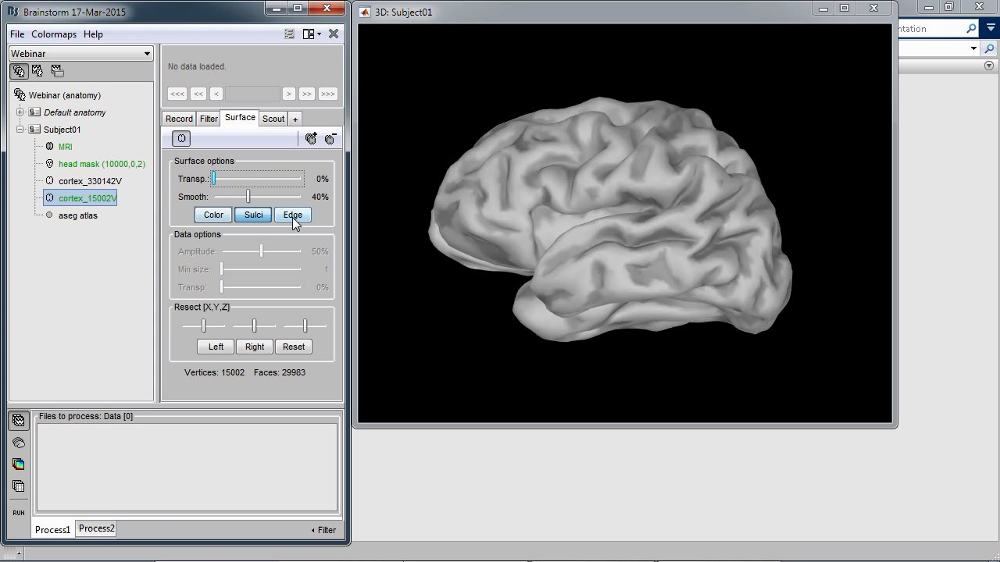 Brainstorm 17-Mar-2015
File Colormaps Help
Webinar
Webinar (anatomy)
Default anatomy
Subject01
MRI
head mask (10000,0,2)
cortex_330142V
cortex_15002V
aseg atlas
No data loaded.
<<< << < > >> >>>
Record Filter Surface Scout +
Surface options
Transp.: 0%
Smooth: 40%
Color Sulci Edge
Data options
Amplitude: 50%
Min size: 1
Transp: 0%
Resect [X,Y,Z]
Left Right Reset
Vertices: 15002 Faces: 29983
Files to process: Data [0]
RUN
Process1 Process2
Filter
3D: Subject01
ntation